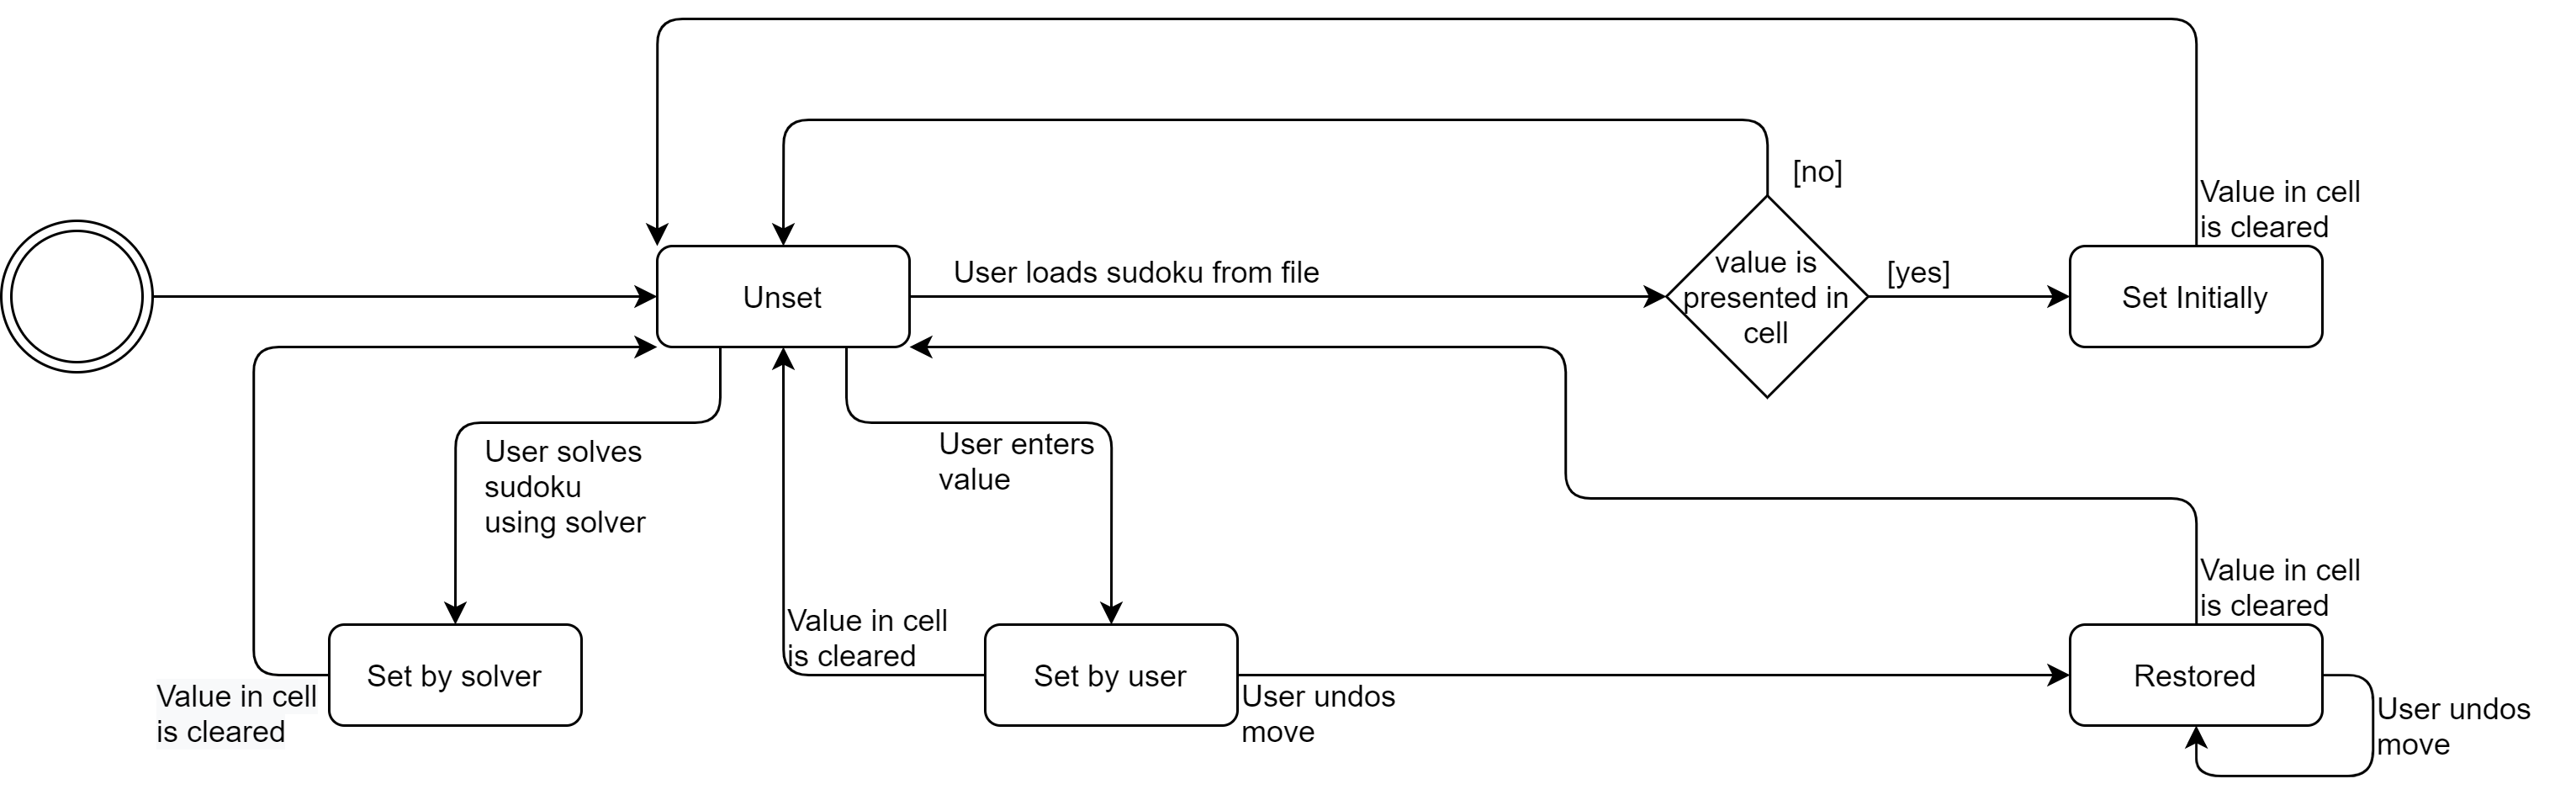 [no]
Value in cell
is cleared
User loads sudoku from file
value is
presented in
cell
[yes]
Unset
Set Initially
User solves
sudoku
using solver
User enters
value
Value in cell
is cleared
Value in cell
is cleared
Set by solver
Set by user
Restored
Value in cell
is cleared
User undos
move
User undos
move